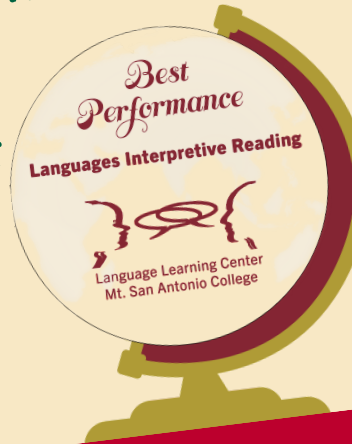 Best
Performance
Languages Interpretive Reading
Language Learning Center
Mt. San Antonio College